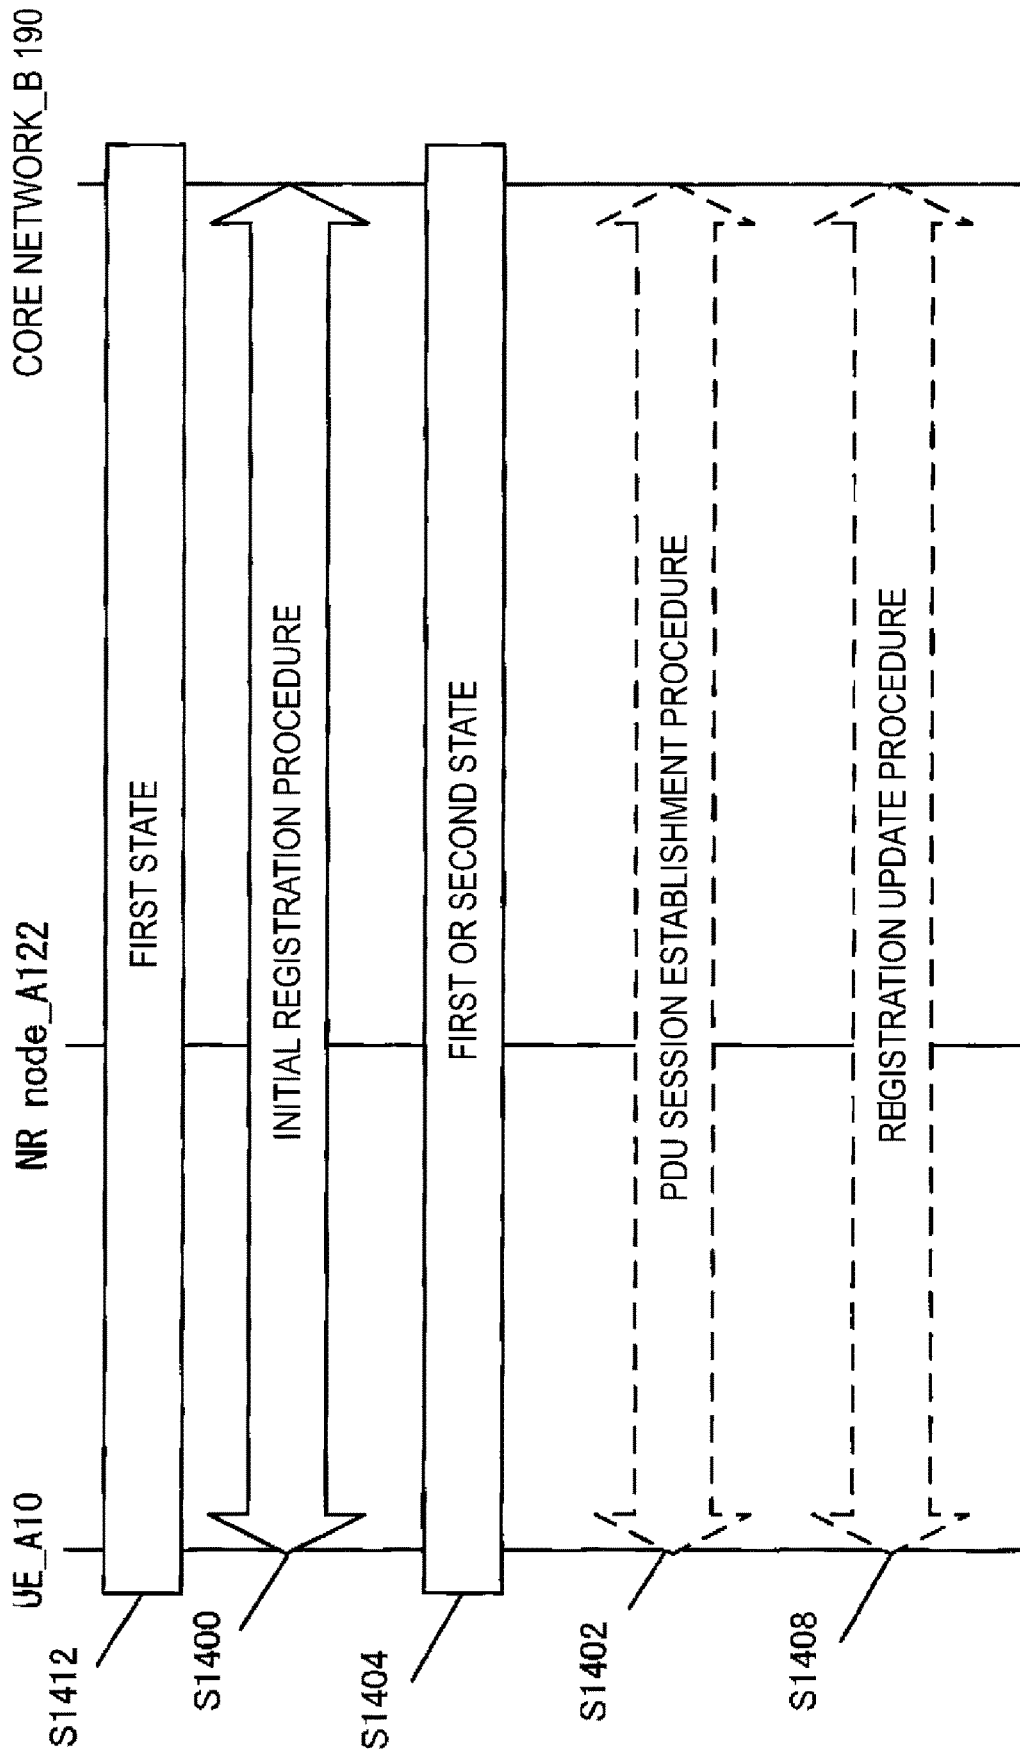 UE_A10
NR node_A122
CORE NETWORK_B 190
S1412
FIRST STATE
S1400
INITIAL REGISTRATION PROCEDURE
S1404
FIRST OR SECOND STATE
S1402
PDU SESSION ESTABLISHMENT PROCEDURE
S1408
REGISTRATION UPDATE PROCEDURE